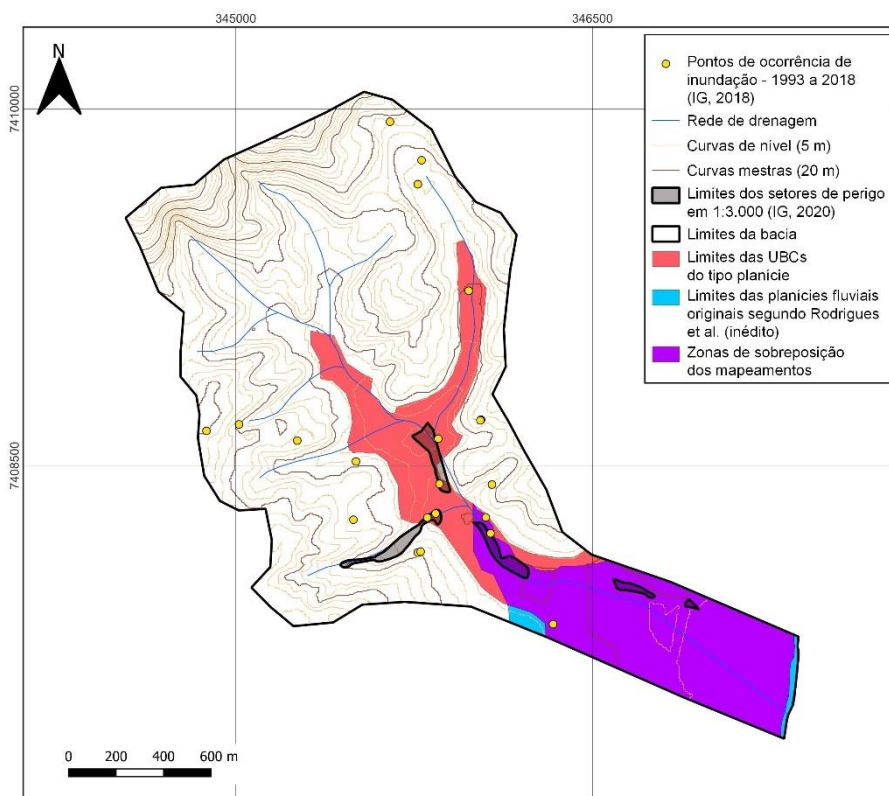 345000
346500
N
7410000
7408500
Pontos de ocorrência de
inundação - 1993 a 2018
(IG, 2018)
Rede de drenagem
Curvas de nível (5 m)
Curvas mestras (20 m)
Limites dos setores de perigo
em 1:3.000 (IG, 2020)
Limites da bacia
Limites das UBCs
do tipo planície
Limites das planícies fluviais
originais segundo Rodrigues
et al. (inédito)
Zonas de sobreposição
dos mapeamentos
0 200 400 600 m